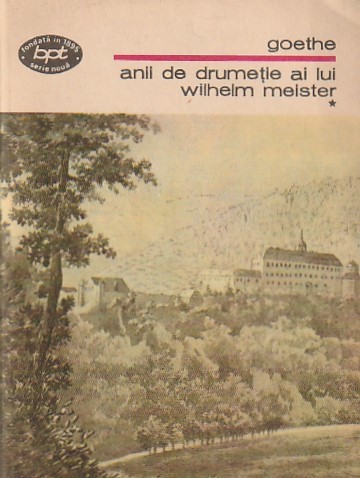 fondată în 1895
bpt
serie nouă
goethe
anii de drumeție ai lui
wilhelm meister
*